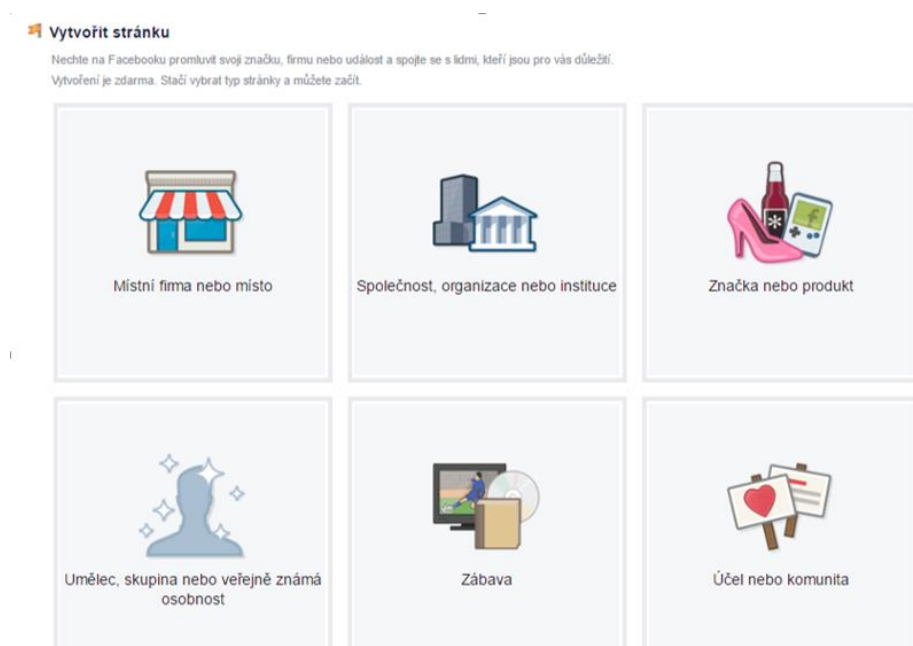 Vytvořit stránku
Nechte na Facebooku promluvit svoji značku, firmu nebo událost a spojte se s lidmi, kteří jsou pro vás důležití.
Vytvoření je zdarma. Stačí vybrat typ stránky a můžete začít.
Místní firma nebo místo
Společnost, organizace nebo instituce
Značka nebo produkt
Umělec, skupina nebo veřejně známá
osobnost
Zábava
Účel nebo komunita